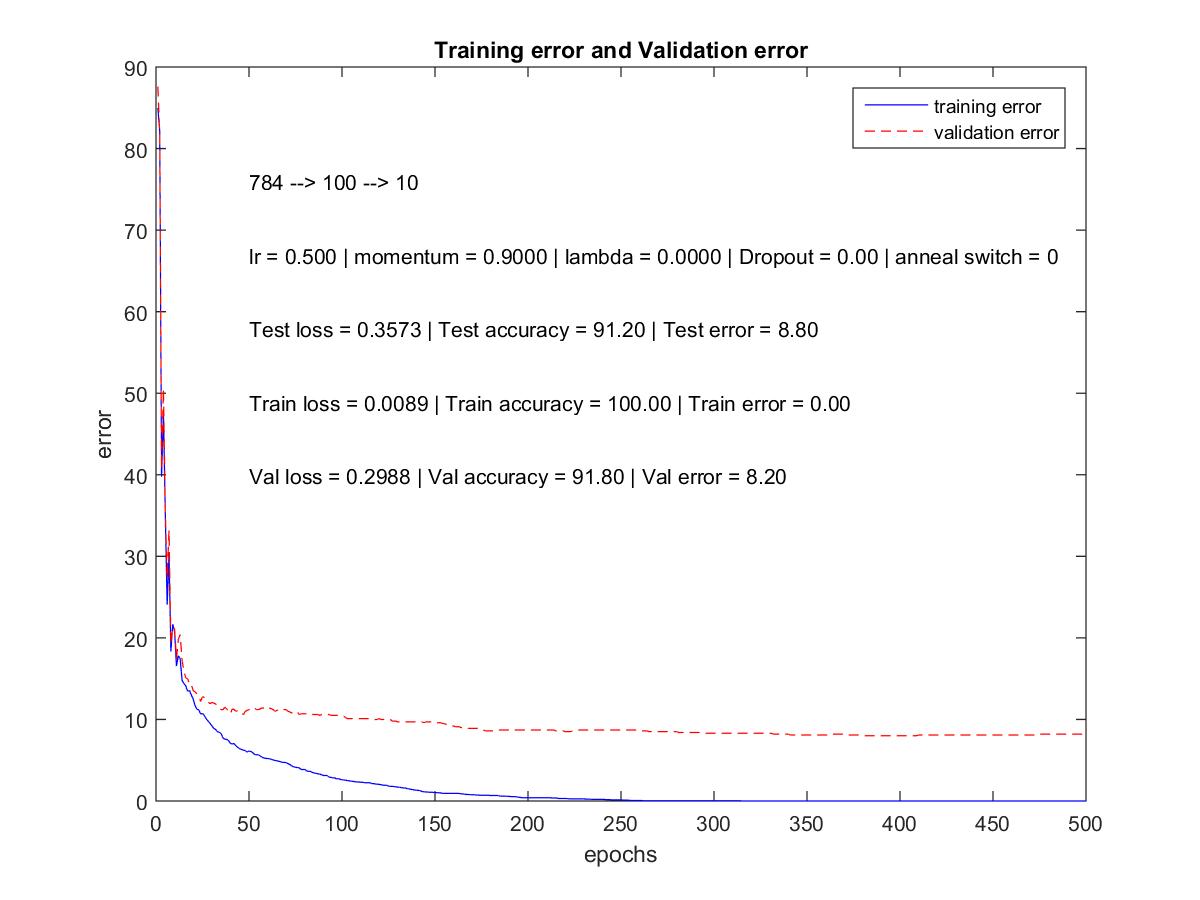 Training error and Validation error
90
80
70
60
50
40
30
20
10
0
error
training error
validation error
784 --> 100 --> 10
lr = 0.500 | momentum = 0.9000 | lambda = 0.0000 | Dropout = 0.00 | anneal switch = 0
Test loss = 0.3573 | Test accuracy = 91.20 | Test error = 8.80
Train loss = 0.0089 | Train accuracy = 100.00 | Train error = 0.00
Val loss = 0.2988 | Val accuracy = 91.80 | Val error = 8.20
0 50 100 150 200 250 300 350 400 450 500
epochs